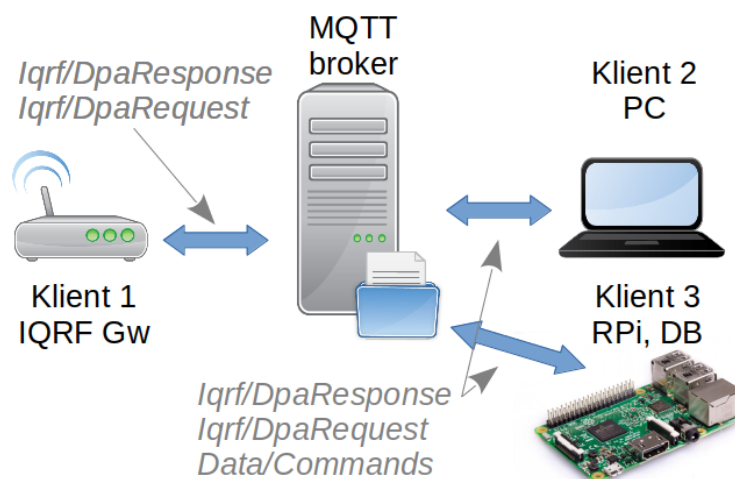 MQTT
broker
Iqrf/DpaResponse
Iqrf/DpaRequest
Klient 2
PC
Klient 1
IQRF Gw
Klient 3
RPi, DB
Iqrf/DpaResponse
Iqrf/DpaRequest
Data/Commands